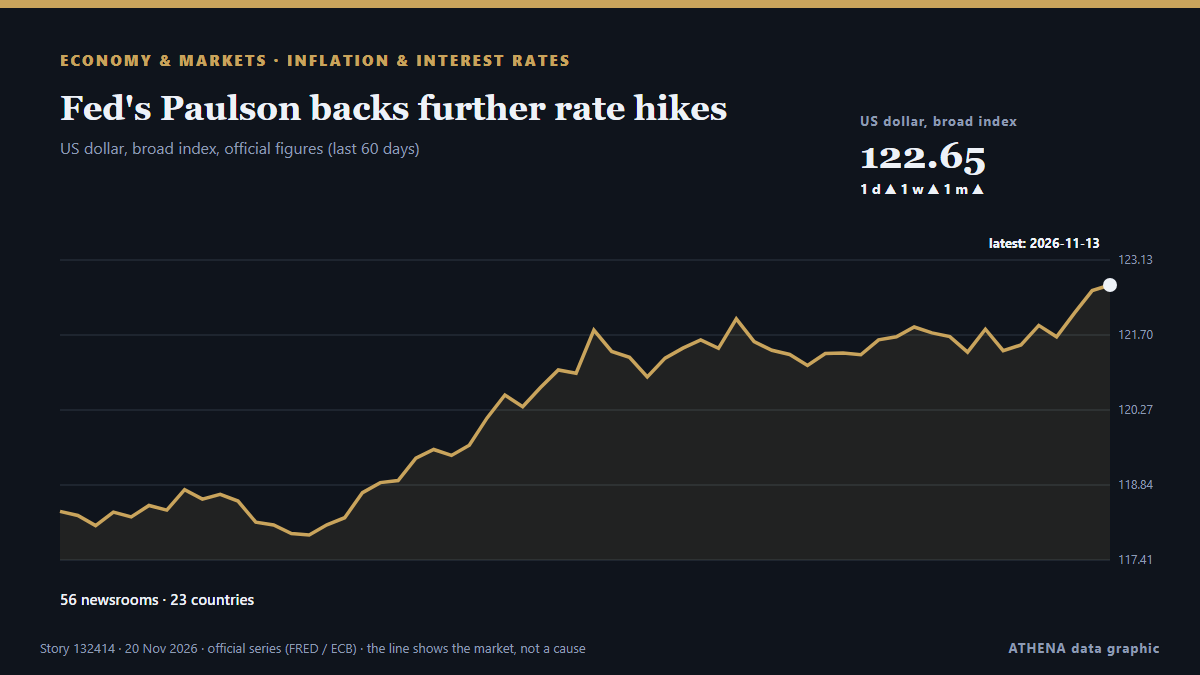 ECONOMY & MARKETS · INFLATION & INTEREST RATES
Fed's Paulson backs further rate hikes
US dollar, broad index, official figures (last 60 days)
US dollar, broad index
122.65
1 d ▲ 1 w ▲ 1 m ▲
latest: 2026-11-13
123.13
121.70
120.27
118.84
117.41
56 newsrooms · 23 countries
Story 132414 · 20 Nov 2026 · official series (FRED / ECB) · the line shows the market, not a cause
ATHENA data graphic